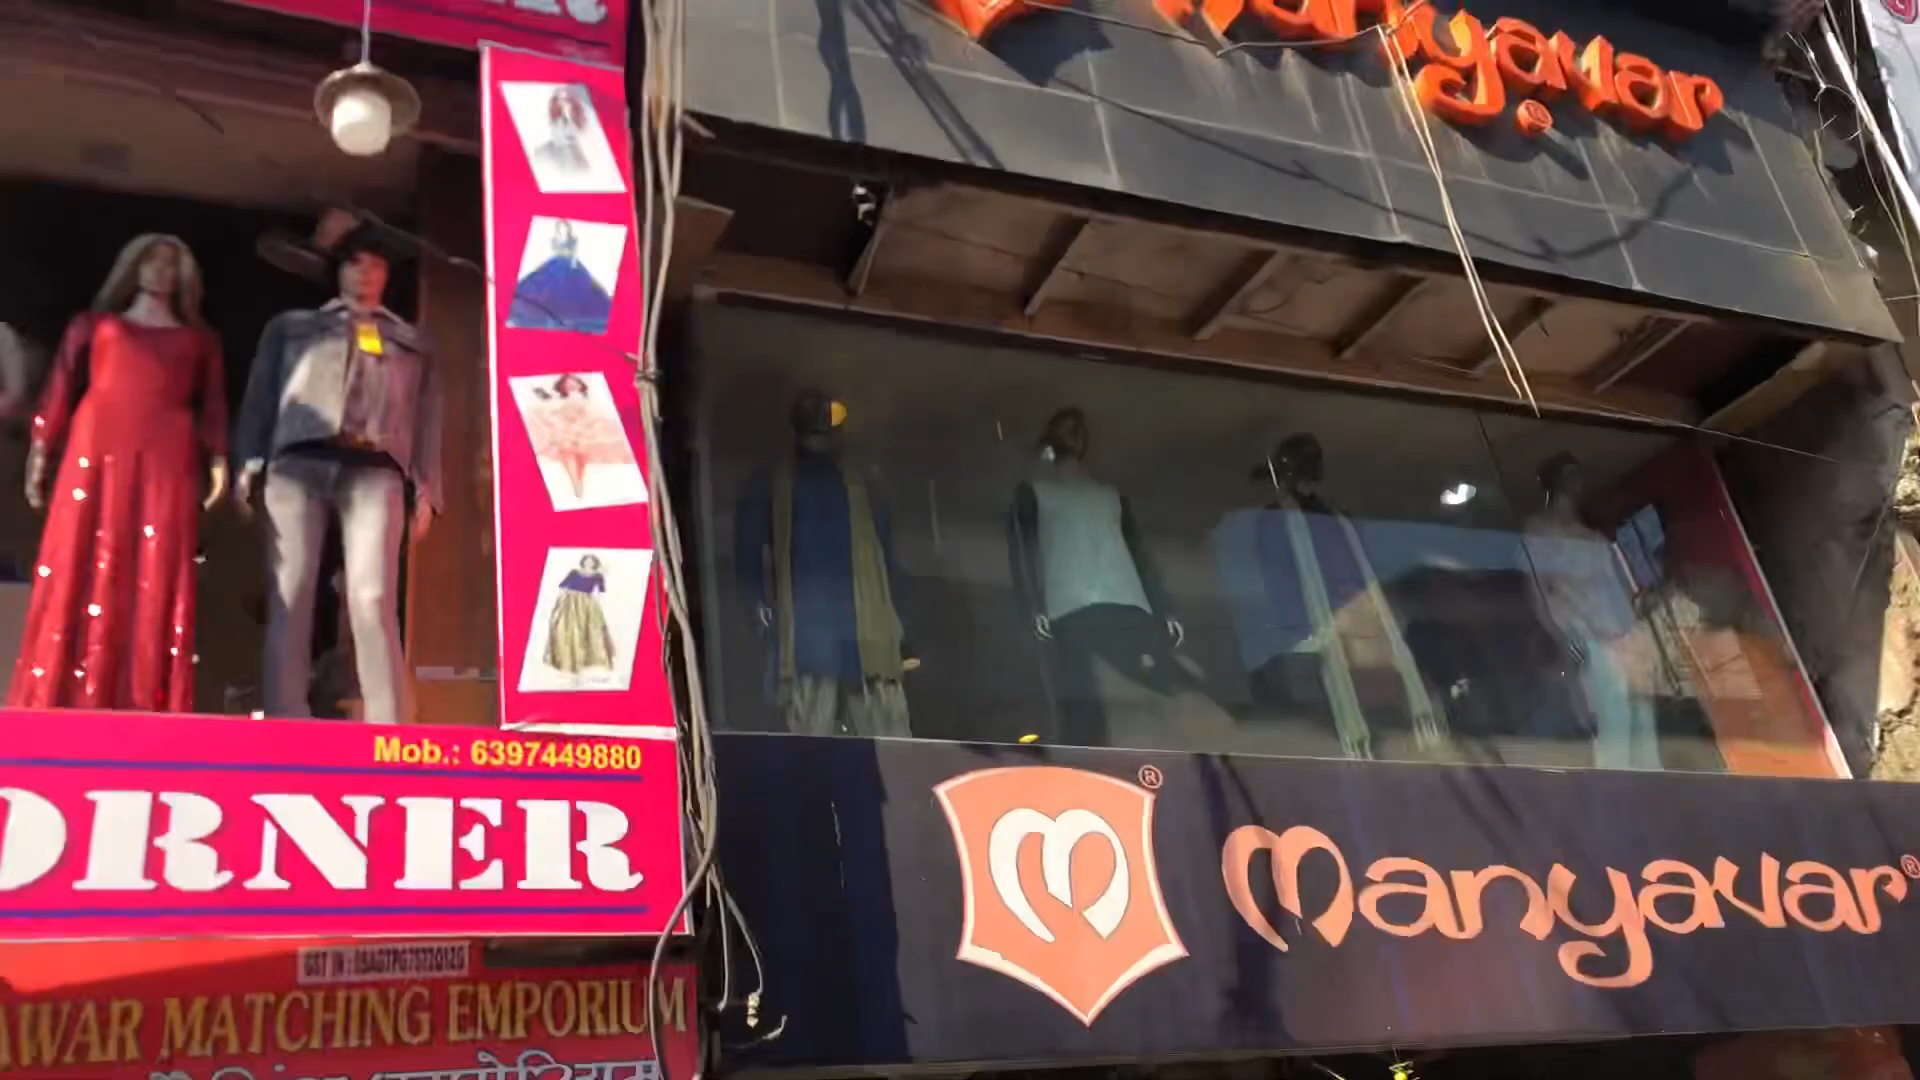 Manyavar
Mob.: 6397449880
ORNER
Manyavar®
AWAR MATCHING EMPORIUM